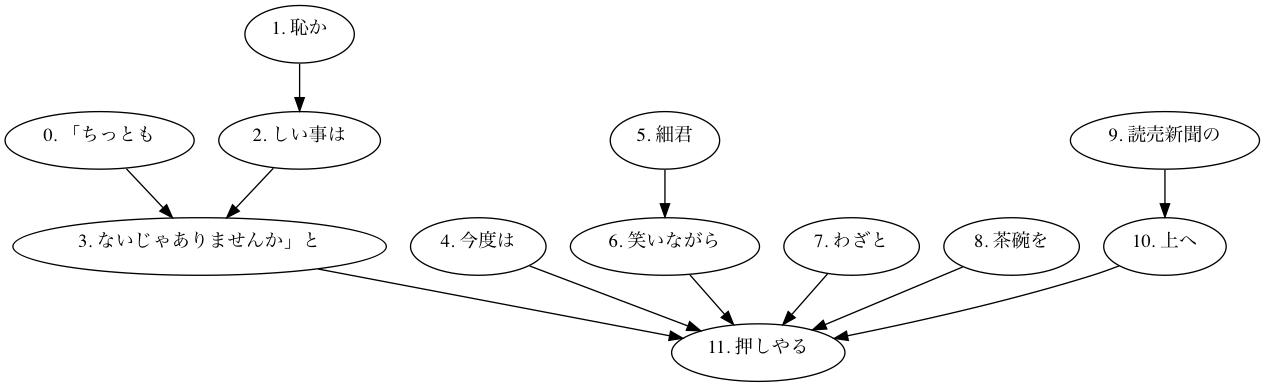 1. 恥か
0. 「ちっとも
2. しい事は
5. 細君
9. 読売新聞の
3. ないじゃありませんか」と
4. 今度は
6. 笑いながら
7. わざと
8. 茶碗を
10. 上へ
11. 押しやる